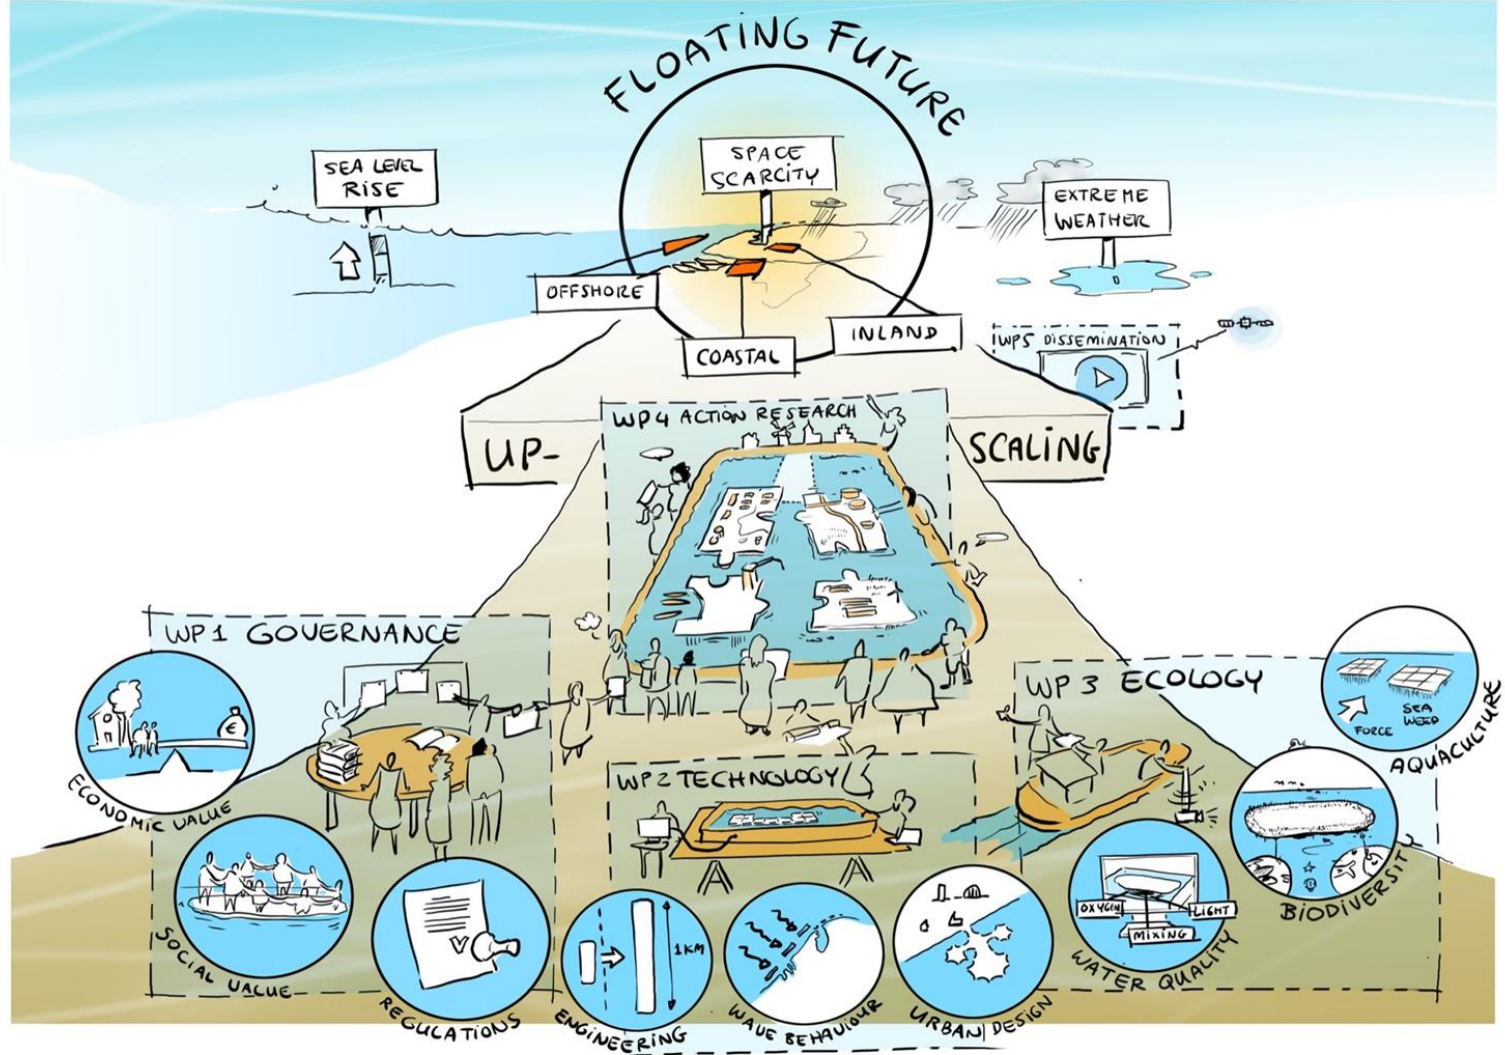 FLOATING FUTURE
SEA LEVEL
RISE
SPACE
SCARCITY
EXTREME
WEATHER
OFFSHORE
COASTAL
INLAND
WP5 DISSEMINATION
UP-
SCALING
WP4 ACTION RESEARCH
WP1 GOVERNANCE
€
ECONOMIC VALUE
SOCIAL VALUE
REGULATIONS
WP2 TECHNOLOGY
1KM
ENGINEERING
WAVE BEHAVIOUR
URBAN DESIGN
WP 3 ECOLOGY
FORCE
SEA
WEED
AQUACULTURE
BIODIVERSITY
OXYGEN
LIGHT
MIXING
WATER QUALITY